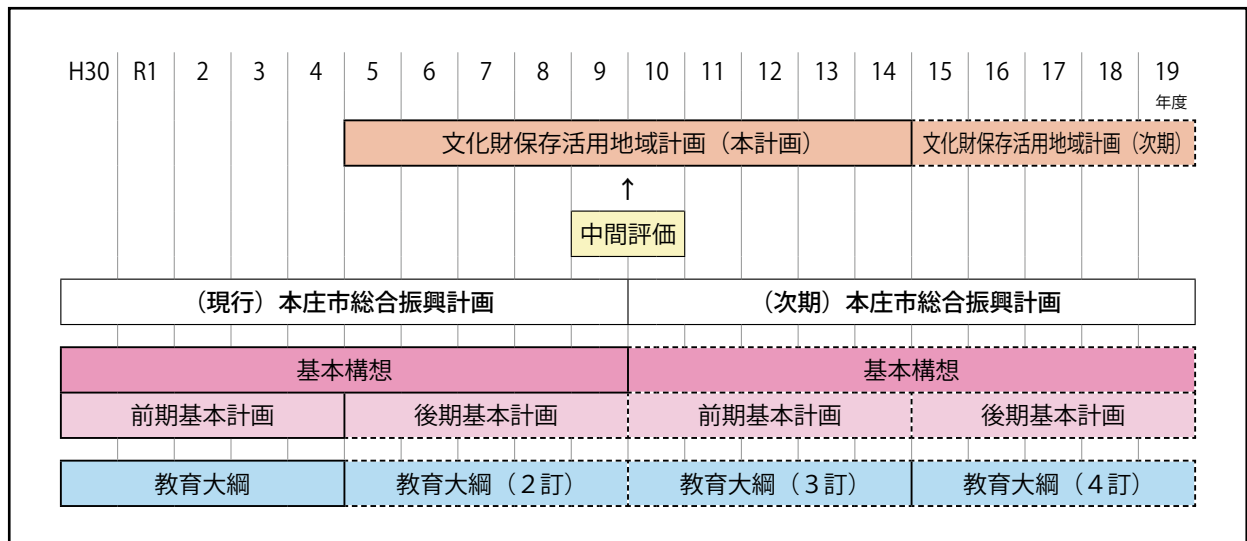 H30 R1 2 3 4 5 6 7 8 9 10 11 12 13 14 15 16 17 18 19
年度
文化財保存活用地域計画（本計画） 文化財保存活用地域計画（次期）
↑
中間評価
（現行）本庄市総合振興計画 （次期）本庄市総合振興計画
基本構想 基本構想
前期基本計画 後期基本計画 前期基本計画 後期基本計画
教育大綱 教育大綱（２訂） 教育大綱（３訂） 教育大綱（４訂）